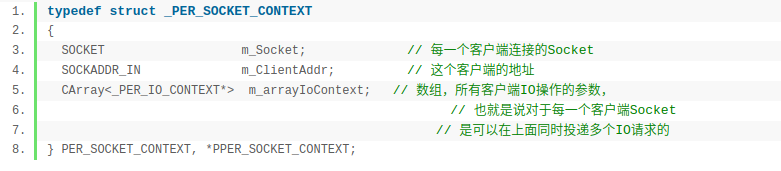 1. typedef struct _PER_SOCKET_CONTEXT
2. {
3. SOCKET m_Socket; // 每一个客户端连接的Socket
4. SOCKADDR_IN m_ClientAddr; // 这个客户端的地址
5. CArray<_PER_IO_CONTEXT*> m_arrayIoContext; // 数组，所有客户端IO操作的参数，
6. // 也就是说对于每一个客户端Socket
7. // 是可以在上面同时投递多个IO请求的
8. } PER_SOCKET_CONTEXT, *PPER_SOCKET_CONTEXT;